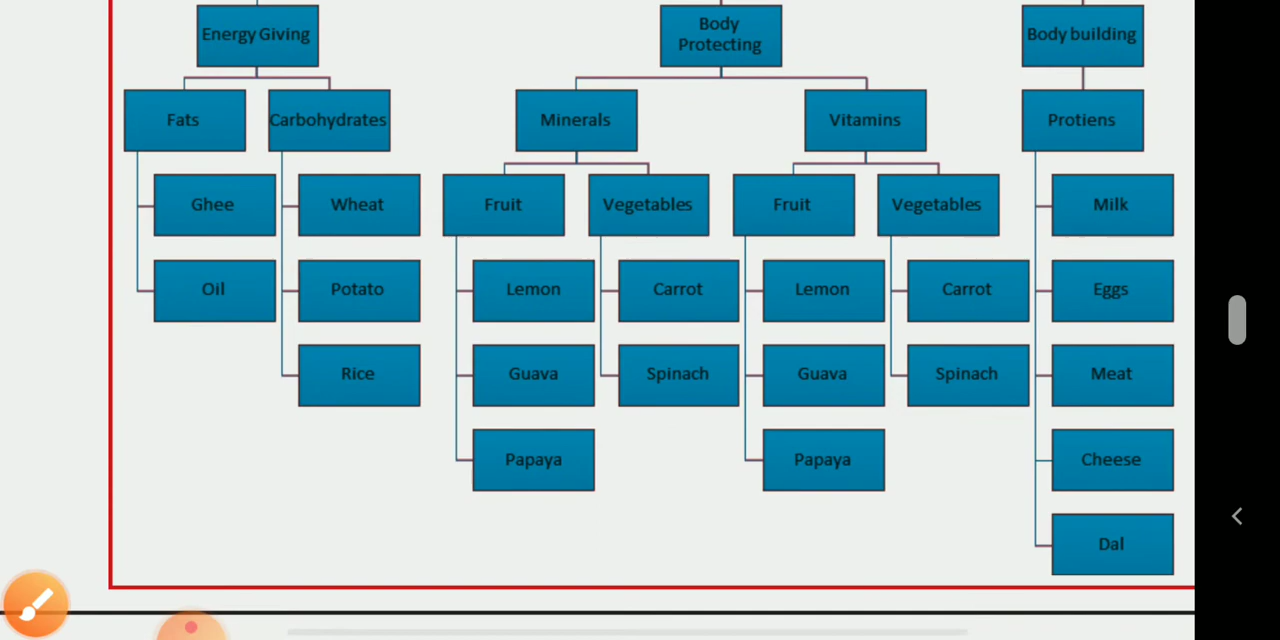 Energy Giving
Body
Protecting
Body building
Fats
Carbohydrates
Minerals
Vitamins
Protiens
Ghee
Wheat
Fruit
Vegetables
Fruit
Vegetables
Milk
Oil
Potato
Lemon
Carrot
Lemon
Carrot
Eggs
Rice
Guava
Spinach
Guava
Spinach
Meat
Papaya
Papaya
Cheese
Dal